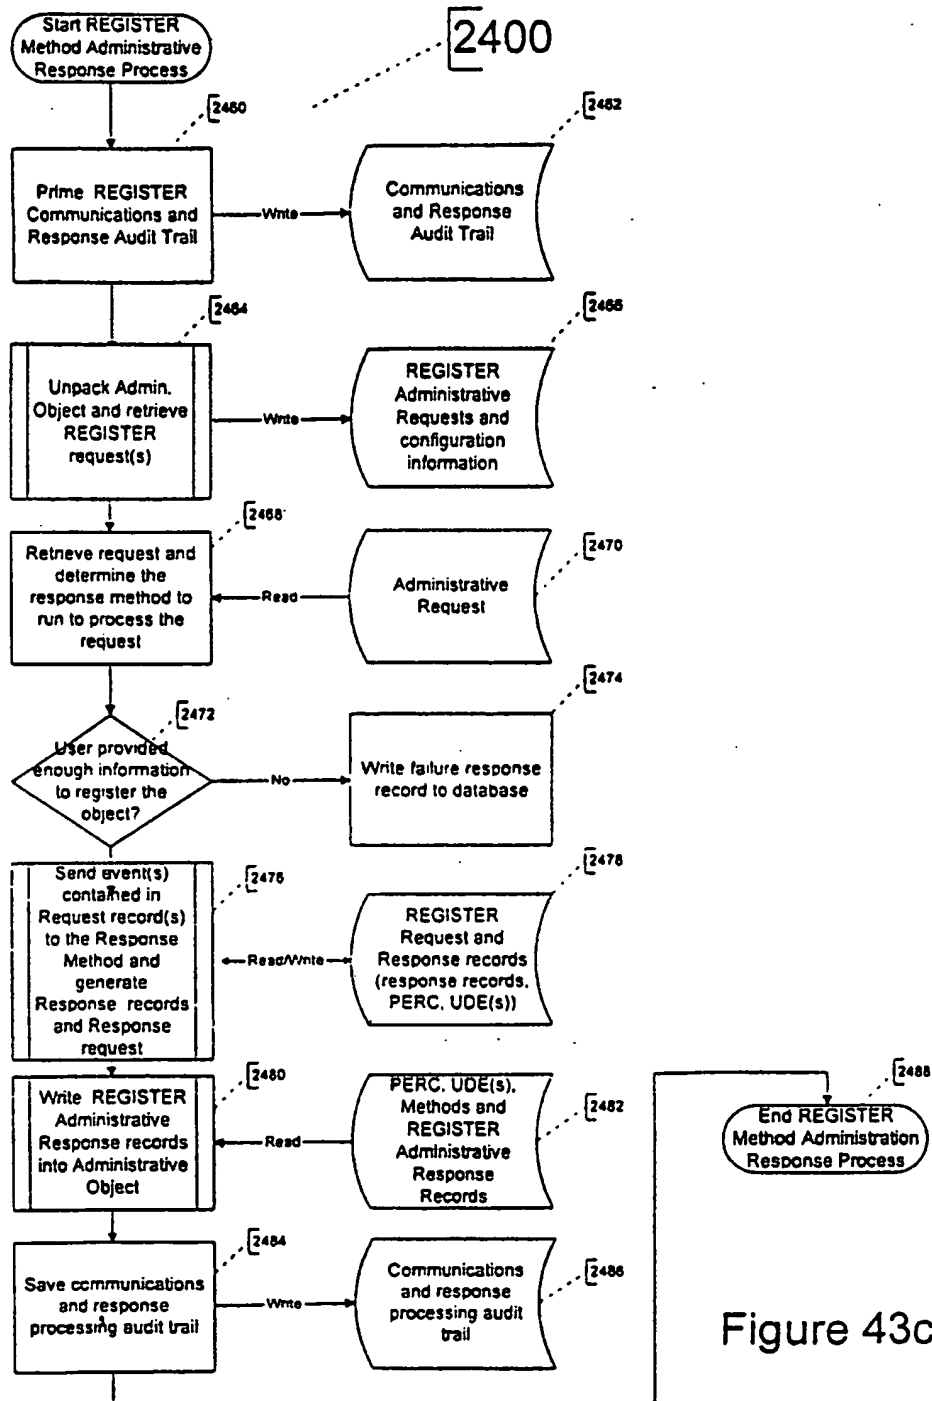 Start REGISTER
Method Administrative
Response Process
2400
2460
2462
Prime REGISTER
Communications and
Response Audit Trail
Write
Communications
and Response
Audit Trail
2464
2466
Unpack Admin.
Object and retrieve
REGISTER
request(s)
Write
REGISTER
Administrative
Requests and
configuration
information
2468
2470
Retrieve request and
determine the
response method to
run to process the
request
Read
Administrative
Request
2472
2474
User provided
enough information
to register the
object?
No
Write failure response
record to database
2476
2478
Send event(s)
contained in
Request record(s)
to the Response
Method and
generate
Response records
and Response
request
Read/Write
REGISTER
Request and
Response records
(response records,
PERC, UDE(s))
2480
2482
Write REGISTER
Administrative
Response records
into Administrative
Object
Read
PERC, UDE(s),
Methods and
REGISTER
Administrative
Response
Records
2488
End REGISTER
Method Administration
Response Process
2484
2486
Save communications
and response
processing audit trail
Write
Communications
and response
processing audit
trail
Figure 43c